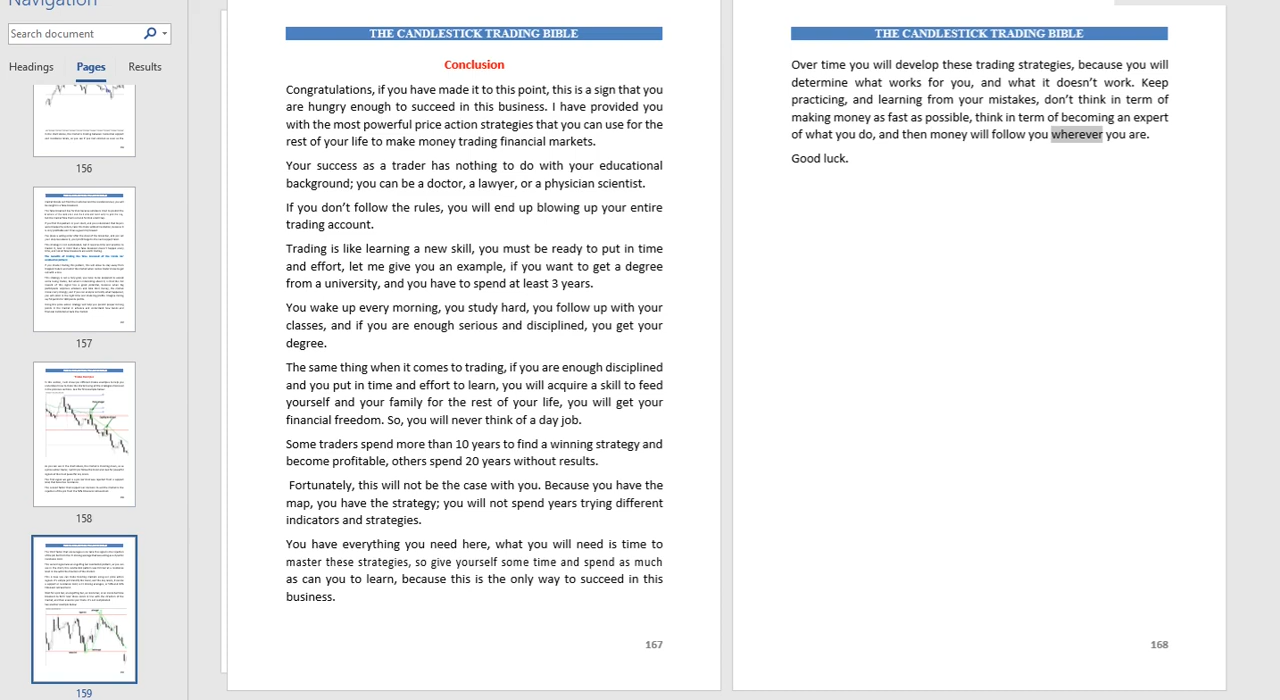 Navigation
Search document
Headings
Pages
Results
156
157
158
159
THE CANDLESTICK TRADING BIBLE
Conclusion
Congratulations, if you have made it to this point, this is a sign that you
are hungry enough to succeed in this business. I have provided you
with the most powerful price action strategies that you can use for the
rest of your life to make money trading financial markets.
Your success as a trader has nothing to do with your educational
background; you can be a doctor, a lawyer, or a physician scientist.
If you don’t follow the rules, you will end up blowing up your entire
trading account.
Trading is like learning a new skill, you must be ready to put in time
and effort, let me give you an example, if you want to get a degree
from a university, and you have to spend at least 3 years.
You wake up every morning, you study hard, you follow up with your
classes, and if you are enough serious and disciplined, you get your
degree.
The same thing when it comes to trading, if you are enough disciplined
and you put in time and effort to learn, you will acquire a skill to feed
yourself and your family for the rest of your life, you will get your
financial freedom. So, you will never think of a day job.
Some traders spend more than 10 years to find a winning strategy and
become profitable, others spend 20 years without results.
Fortunately, this will not be the case with you. Because you have the
map, you have the strategy; you will not spend years trying different
indicators and strategies.
You have everything you need here, what you will need is time to
master these strategies, so give yourself some time and spend as much
as can you to learn, because this is the only way to succeed in this
business.
167
THE CANDLESTICK TRADING BIBLE
Over time you will develop these trading strategies, because you will
determine what works for you, and what it doesn’t work. Keep
practicing, and learning from your mistakes, don’t think in term of
making money as fast as possible, think in term of becoming an expert
of what you do, and then money will follow you wherever you are.
Good luck.
168